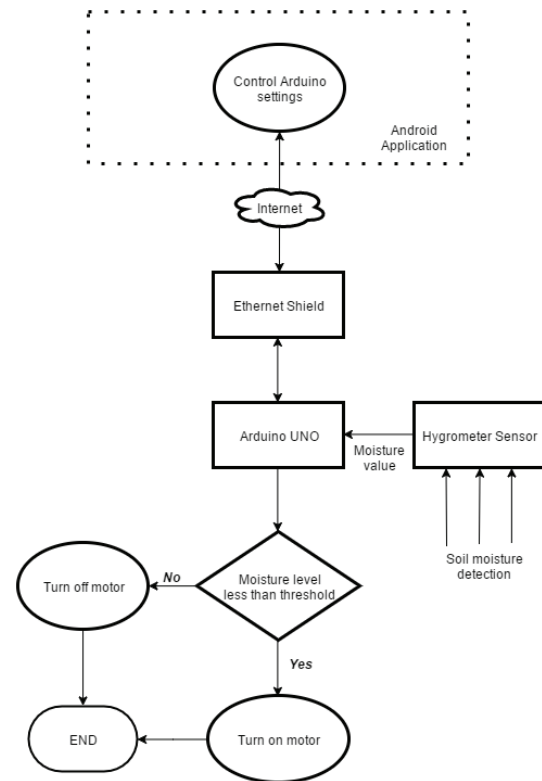 Control Arduino
settings
Android
Application
Internet
Ethernet Shield
Arduino UNO
Moisture
value
Hygrometer Sensor
Soil moisture
detection
Moisture level
less than threshold
No
Turn off motor
Yes
Turn on motor
END